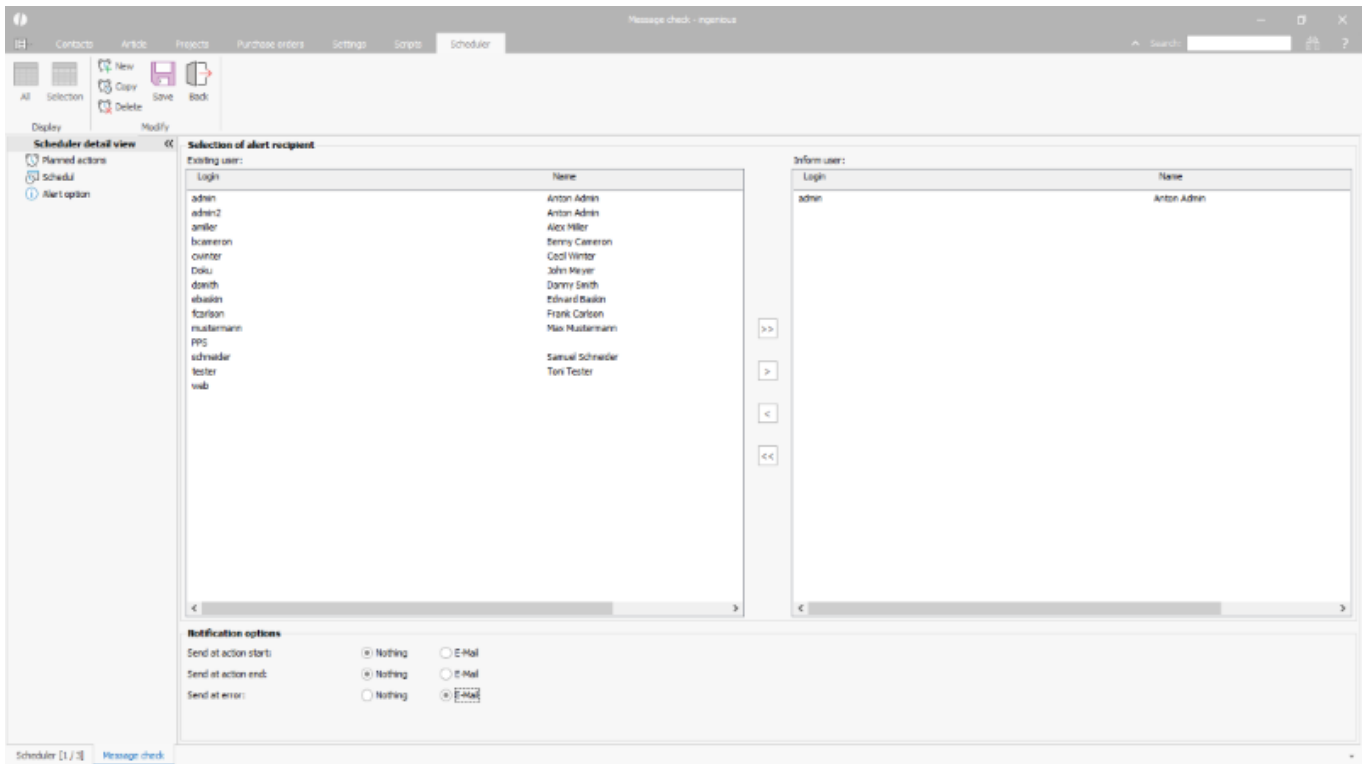 Message check - ingenious
Contacts Article Projects Purchase orders Settings Scripts Scheduler Search: ?
All Selection New Copy Delete Save Back
Display Modify
Scheduler detail view «
Planned actions
Schedul
Alert option
Selection of alert recipient
Existing user:
Login Name
admin Anton Admin
admin2 Anton Admin
amiller Alex Miller
bcameron Benny Cameron
cwinter Cecil Winter
Doku John Meyer
dsmith Danny Smith
ebaskin Edward Baskin
fcarlson Frank Carlson
mustermann Max Mustermann
PPS
schneider Samuel Schneider
tester Toni Tester
web
>>
>
<
<<
Inform user:
Login Name
admin Anton Admin
Notification options
Send at action start: Nothing E-Mail
Send at action end: Nothing E-Mail
Send at error: Nothing E-Mail
Scheduler [1 / 3] Message check